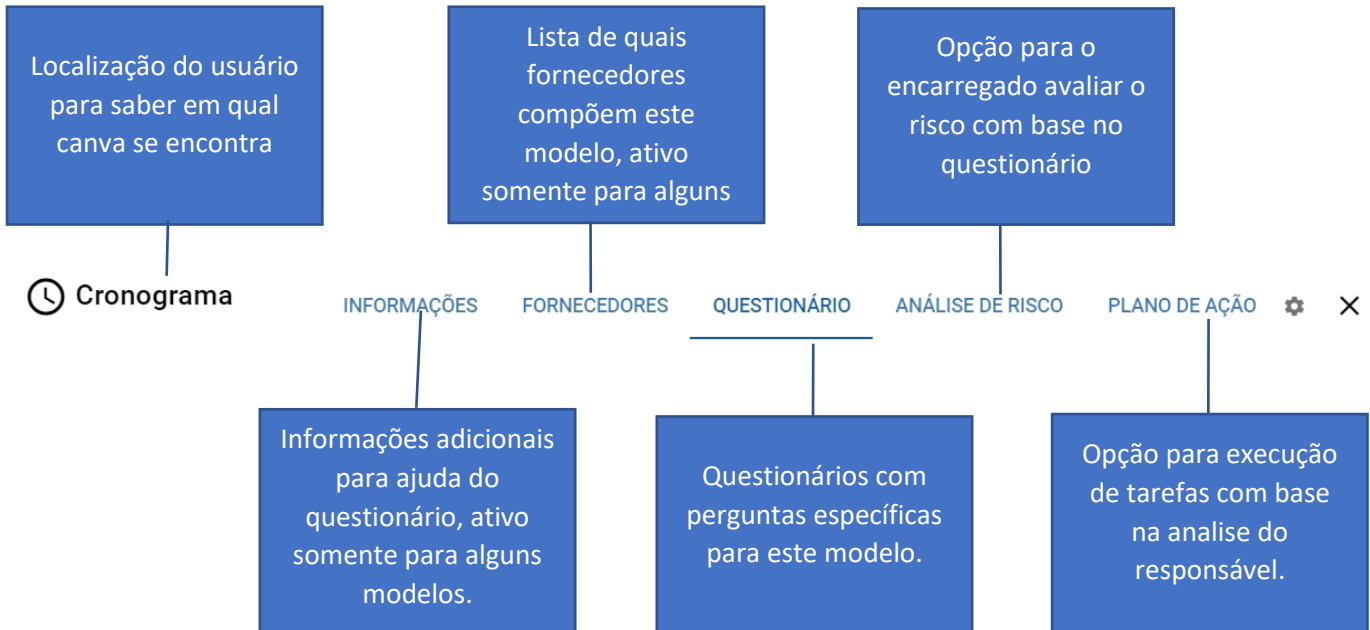 Localização do usuário
para saber em qual
canva se encontra
Lista de quais
fornecedores
compõem este
modelo, ativo
somente para alguns
Opção para o
encarregado avaliar o
risco com base no
questionário
Cronograma
INFORMAÇÕES
FORNECEDORES
QUESTIONÁRIO
ANÁLISE DE RISCO
PLANO DE AÇÃO
Informações adicionais
para ajuda do
questionário, ativo
somente para alguns
modelos.
Questionários com
perguntas específicas
para este modelo.
Opção para execução
de tarefas com base
na analise do
responsável.